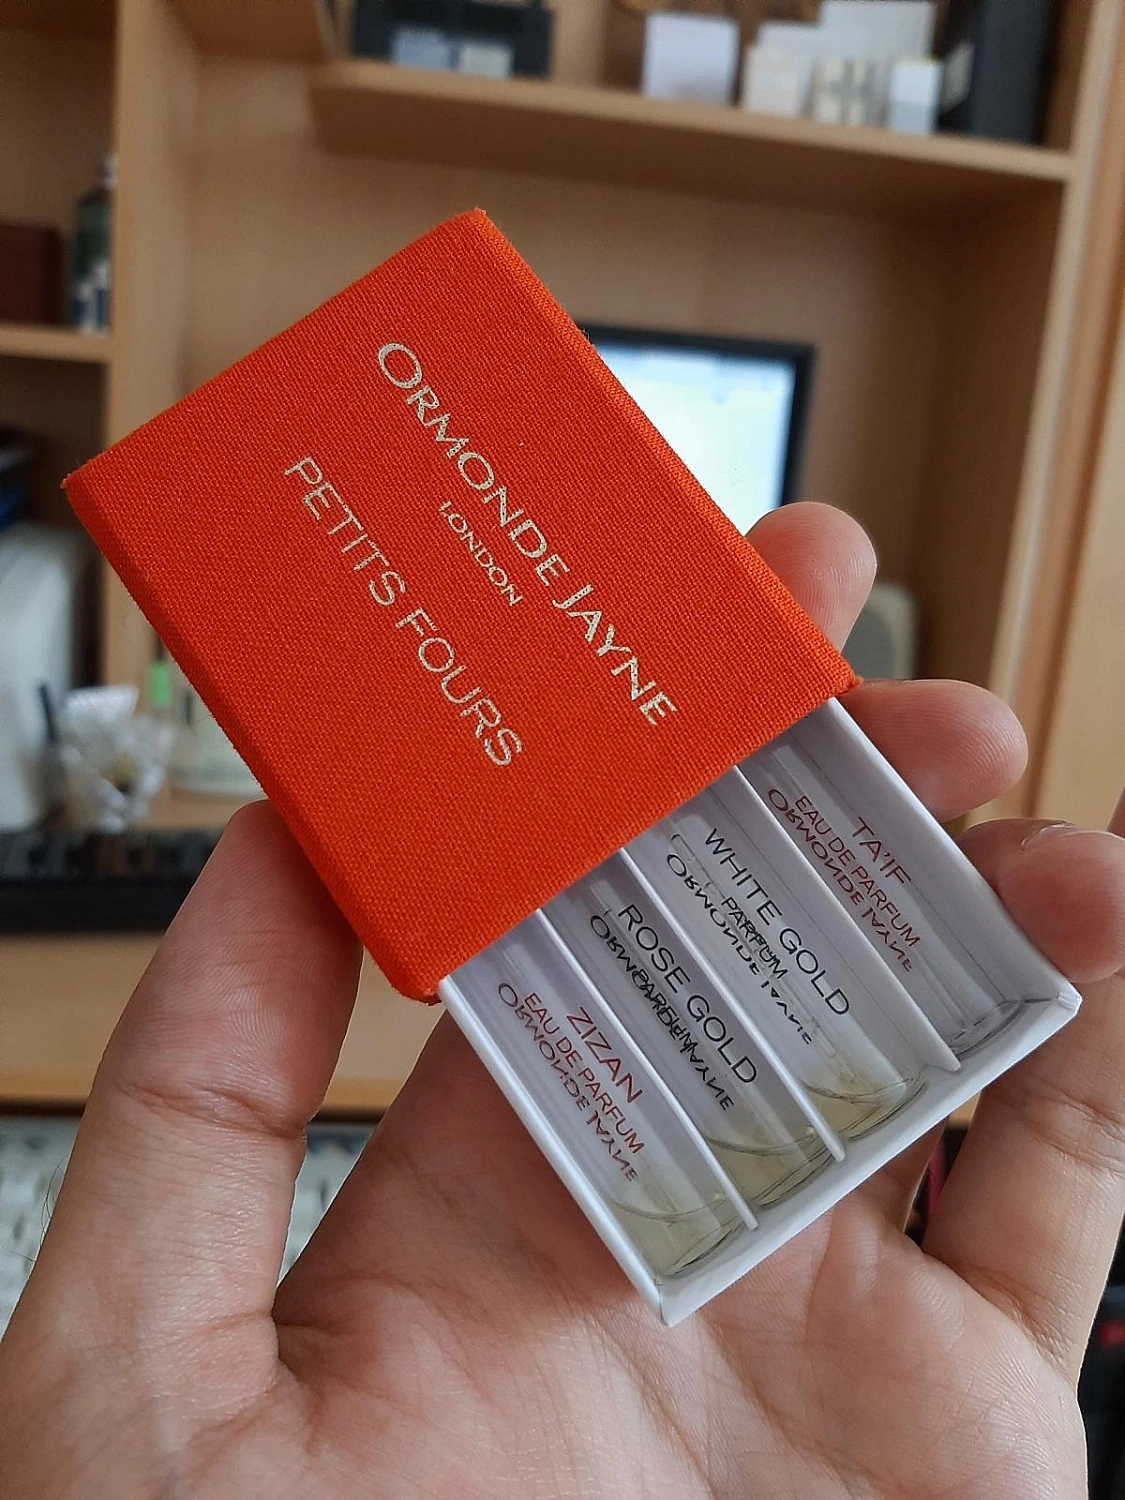 ORMONDE JAYNE
LONDON
PETITS FOURS
TA'IF
EAU DE PARFUM
ORMONDE JAYNE
WHITE GOLD
PARFUM
ORMONDE JAYNE
ROSE GOLD
PARFUM
ORMONDE JAYNE
ZIZAN
EAU DE PARFUM
ORMONDE JAYNE